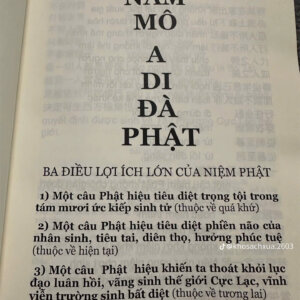 NAM
MÔ
A
DI
ĐÀ
PHẬT
BA ĐIỀU LỢI ÍCH LỚN CỦA NIỆM PHẬT
1) Một câu Phật hiệu tiêu diệt trọng tội trong
tám mươi ức kiếp sinh tử (thuộc về quá khứ)
2) Một câu Phật hiệu tiêu diệt phiền não của
nhân sinh, tiêu tai, diên thọ, hưởng phúc tuệ
(thuộc về hiện tại)
3) Một câu Phật hiệu khiến ta thoát khỏi lục
đạo luân hồi, vãng sinh thế giới Cực Lạc, vĩnh
viễn trường sinh bất diệt (thuộc về tương lai)
@khosachxua.2003